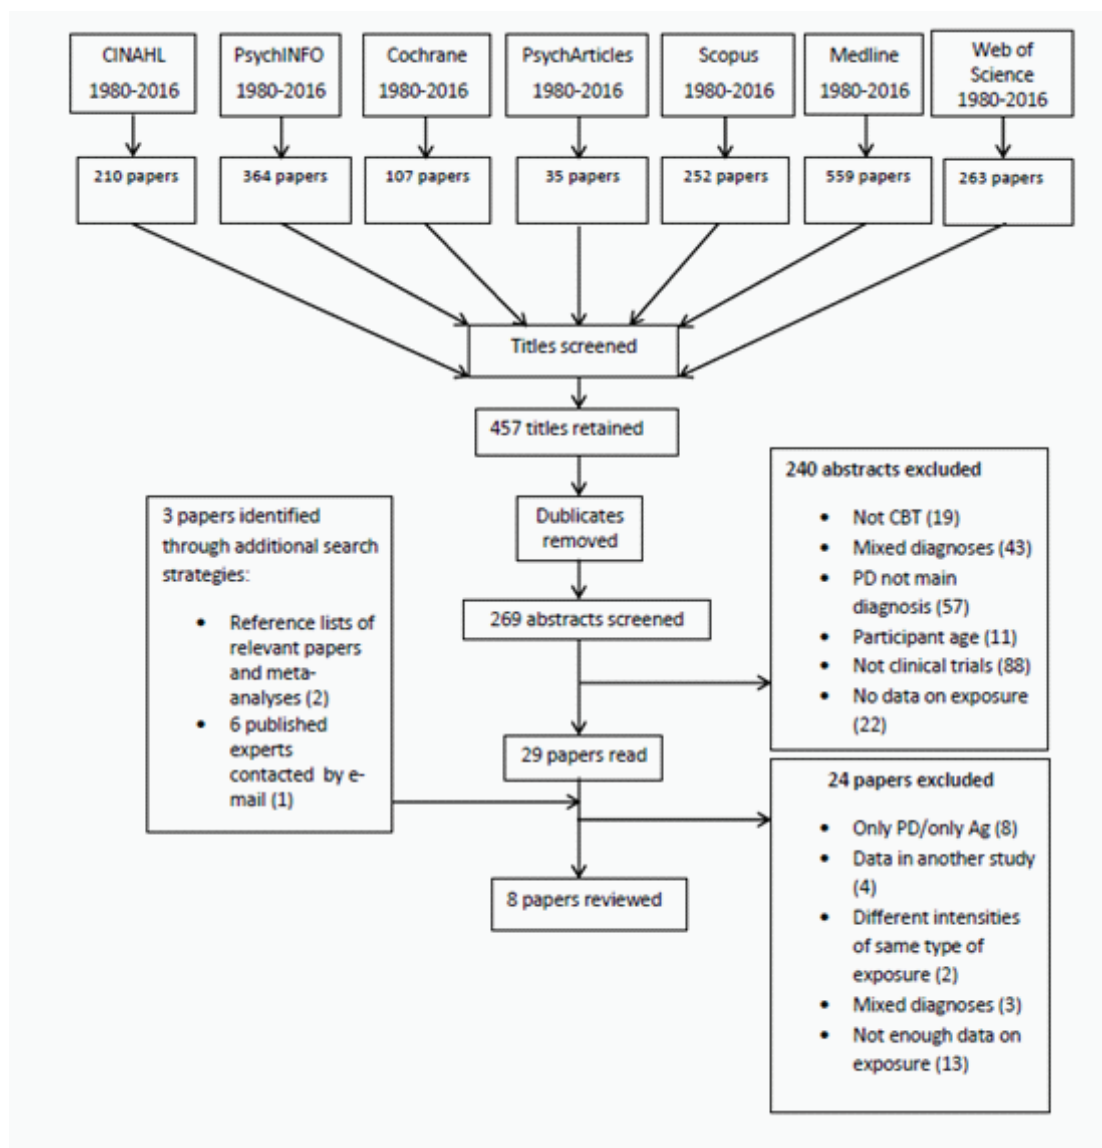 CINAHL
1980-2016
PsychINFO
1980-2016
Cochrane
1980-2016
PsychArticles
1980-2016
Scopus
1980-2016
Medline
1980-2016
Web of
Science
1980-2016
210 papers
364 papers
107 papers
35 papers
252 papers
559 papers
263 papers
Titles screened
457 titles retained
Dublicates
removed
269 abstracts screened
240 abstracts excluded
• Not CBT (19)
• Mixed diagnoses (43)
• PD not main
diagnosis (57)
• Participant age (11)
• Not clinical trials (88)
• No data on exposure
(22)
29 papers read
3 papers identified
through additional search
strategies:
• Reference lists of
relevant papers
and meta-
analyses (2)
• 6 published
experts
contacted by e-
mail (1)
24 papers excluded
• Only PD/only Ag (8)
• Data in another study
(4)
• Different intensities
of same type of
exposure (2)
• Mixed diagnoses (3)
• Not enough data on
exposure (13)
8 papers reviewed